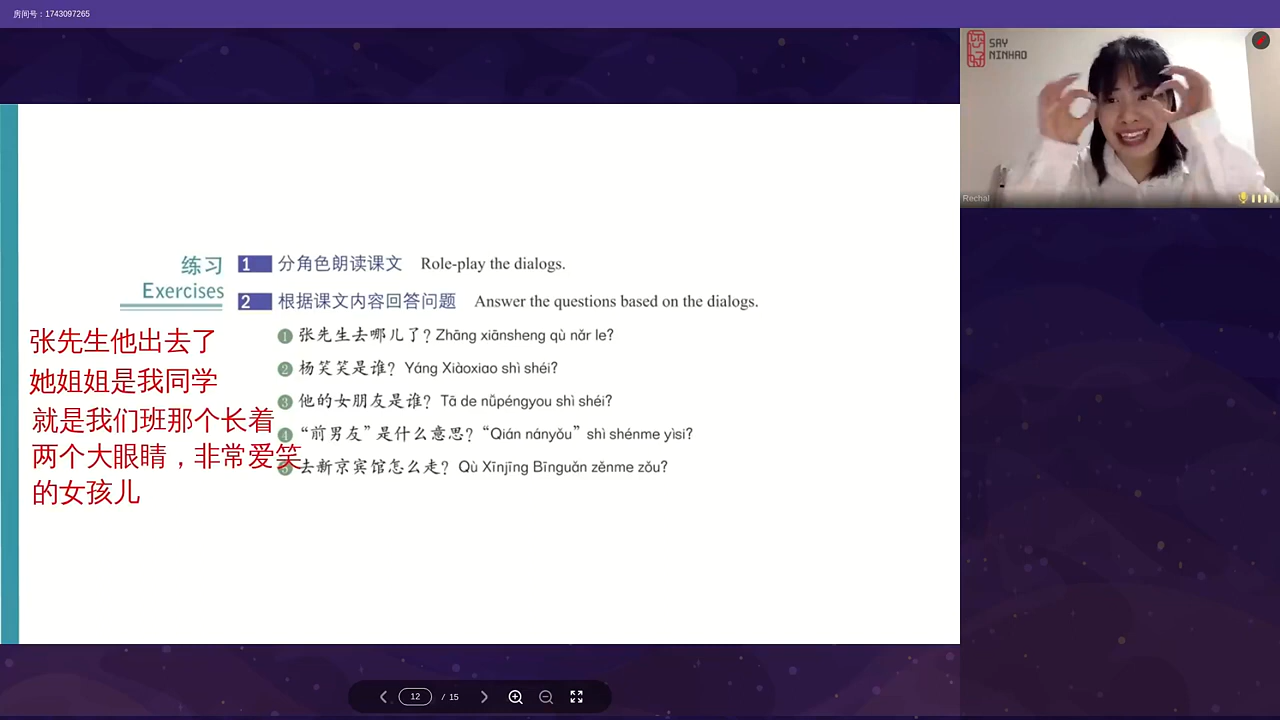 房间号：1743097265
SAY
NINHAO
Rechal
练习
Exercises
1 分角色朗读课文 Role-play the dialogs.
2 根据课文内容回答问题 Answer the questions based on the dialogs.
1 张先生去哪儿了？Zhāng xiānsheng qù nǎr le?
2 杨笑笑是谁？Yáng Xiàoxiao shì shéi?
3 他的女朋友是谁？Tā de nǚpéngyou shì shéi?
4 “前男友”是什么意思？“Qián nányǒu” shì shénme yìsi?
5 去新京宾馆怎么走？Qù Xīnjīng Bīnguǎn zěnme zǒu?
张先生他出去了
她姐姐是我同学
就是我们班那个长着
两个大眼睛，非常爱笑
的女孩儿
12 / 15